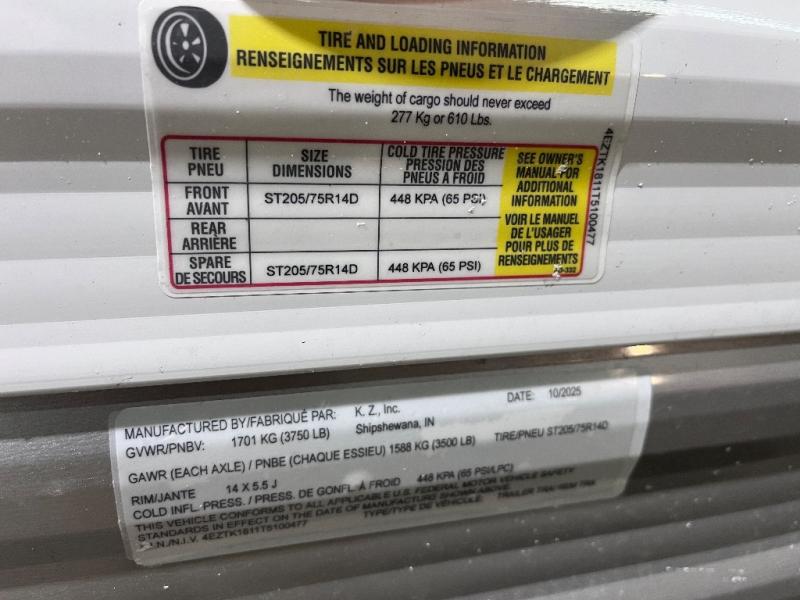 TIRE AND LOADING INFORMATION
RENSEIGNEMENTS SUR LES PNEUS ET LE CHARGEMENT
The weight of cargo should never exceed
277 Kg or 610 Lbs.
TIRE
PNEU
SIZE
DIMENSIONS
COLD TIRE PRESSURE
PRESSION DES
PNEUS A FROID
FRONT
AVANT
ST205/75R14D
448 KPA (65 PSI)
REAR
ARRIÈRE
SPARE
DE SECOURS
ST205/75R14D
448 KPA (65 PSI)
SEE OWNER'S
MANUAL FOR
ADDITIONAL
INFORMATION
VOIR LE MANUEL
DE L'USAGER
POUR PLUS DE
RENSEIGNEMENTS
MANUFACTURED BY/FABRIQUÉ PAR: K. Z., Inc. DATE: 10/2025
Shipshewana, IN
GVWR/PNBV: 1701 KG (3750 LB)
GAWR (EACH AXLE) / PNBE (CHAQUE ESSIEU) 1588 KG (3500 LB) TIRE/PNEU ST205/75R14D
RIM/JANTE 14 X 5.5 J
COLD INFL. PRESS. / PRESS. DE GONFL. À FROID 448 KPA (65 PSI/LPC)
THIS VEHICLE CONFORMS TO ALL APPLICABLE U.S. FEDERAL MOTOR VEHICLE SAFETY
STANDARDS IN EFFECT ON THE DATE OF MANUFACTURE SHOWN ABOVE.
TYPE/TYPE DE VÉHICULE: TRAILER TRA/REM TRA